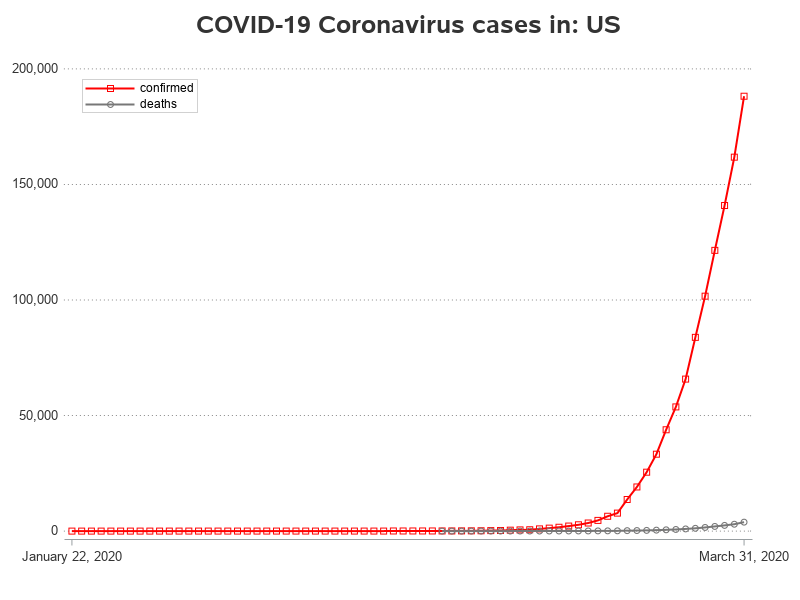 COVID-19 Coronavirus cases in: US
200,000
confirmed
deaths
150,000
100,000
50,000
0
January 22, 2020
March 31, 2020